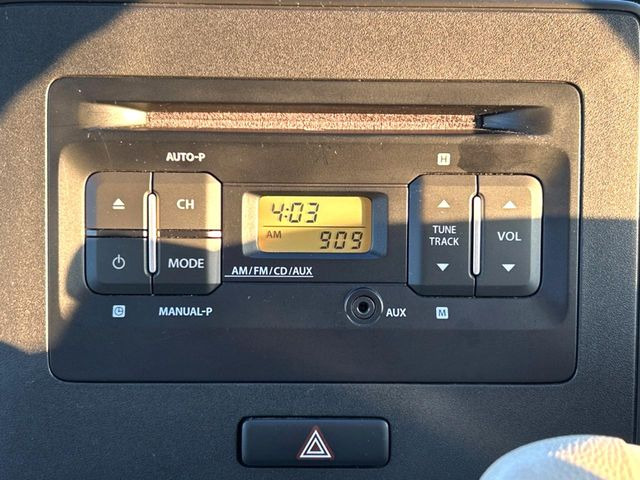 AUTO-P
H
CH
4:03
TUNE
TRACK
VOL
AM
909
MODE
AM/FM/CD/AUX
MANUAL-P
AUX
M